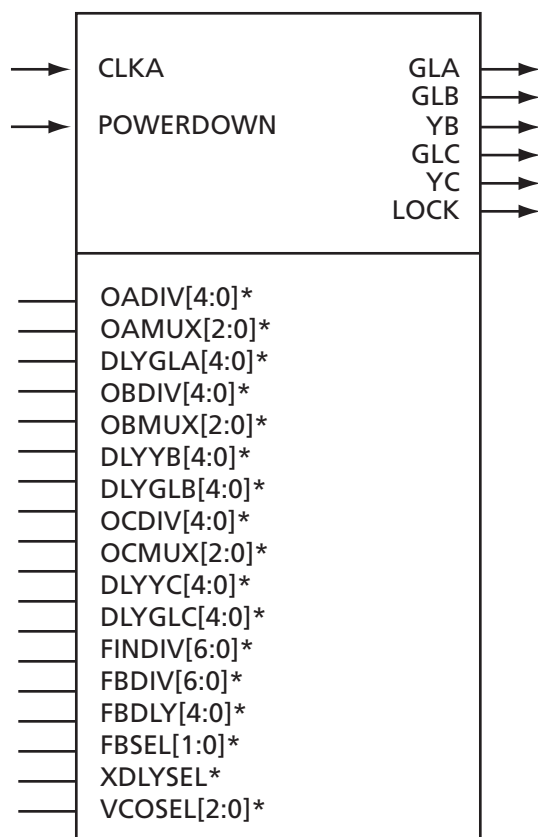 CLKA GLA
GLB
POWERDOWN YB
GLC
YC
LOCK
OADIV[4:0]*
OAMUX[2:0]*
DLYGLA[4:0]*
OBDIV[4:0]*
OBMUX[2:0]*
DLYYB[4:0]*
DLYGLB[4:0]*
OCDIV[4:0]*
OCMUX[2:0]*
DLYYC[4:0]*
DLYGLC[4:0]*
FINDIV[6:0]*
FBDIV[6:0]*
FBDLY[4:0]*
FBSEL[1:0]*
XDLYSEL*
VCOSEL[2:0]*